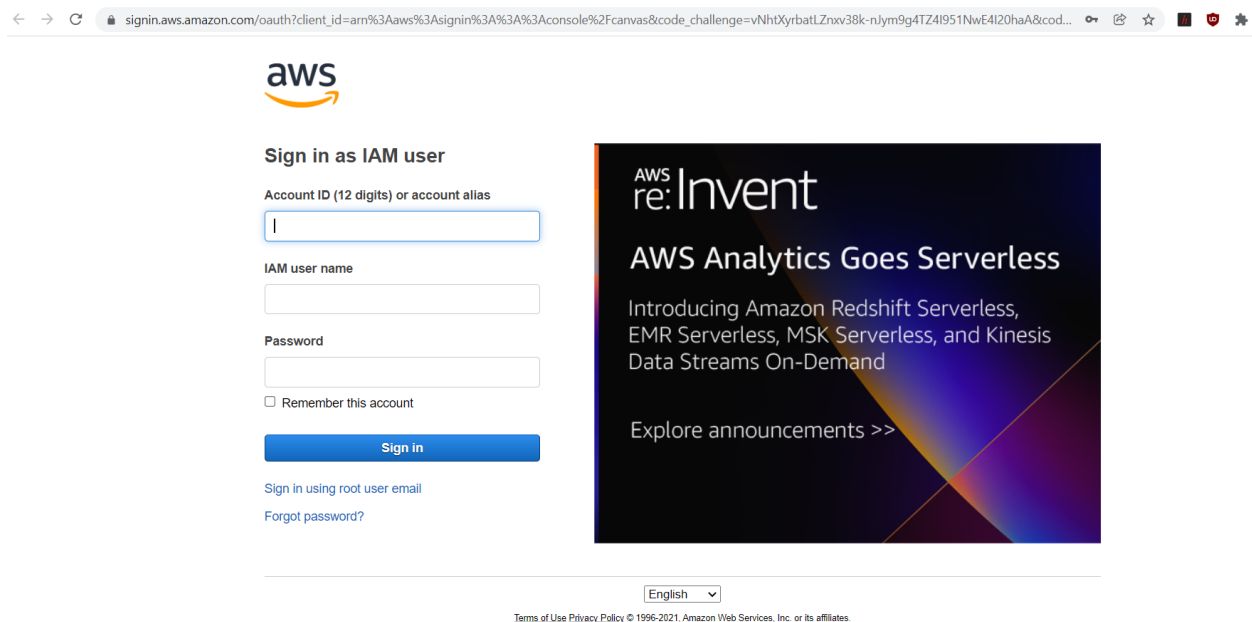 signin.aws.amazon.com/oauth?client_id=arn%3Aaws%3Asignin%3A%3A%3Aconsole%2Fcanvas&code_challenge=vNhtXyrbatLZnxv38k-nJym9g4TZ4I951NwE4I20haA&cod...
aws
Sign in as IAM user
Account ID (12 digits) or account alias
IAM user name
Password
Remember this account
Sign in
Sign in using root user email
Forgot password?
AWS
re:Invent
AWS Analytics Goes Serverless
Introducing Amazon Redshift Serverless,
EMR Serverless, MSK Serverless, and Kinesis
Data Streams On-Demand
Explore announcements >>
English
Terms of Use Privacy Policy © 1996-2021, Amazon Web Services, Inc. or its affiliates.